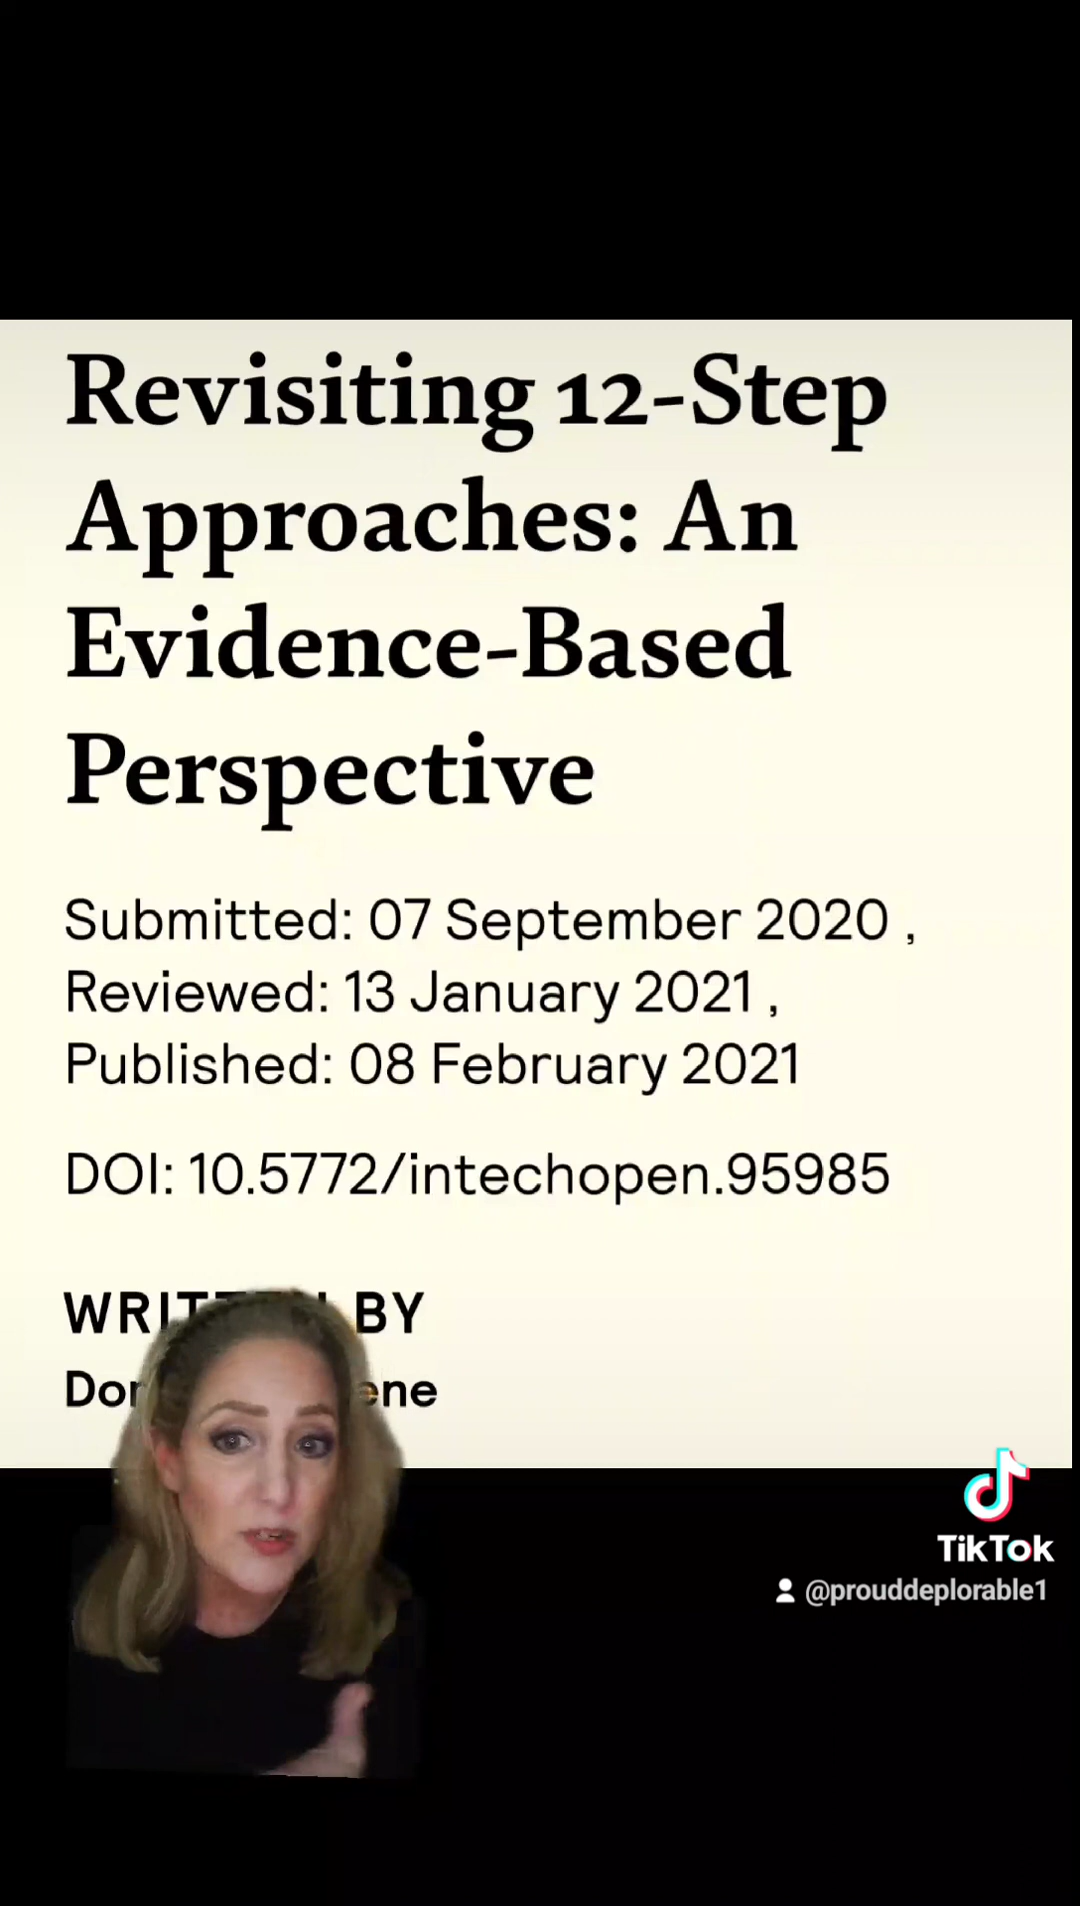 Revisiting 12-Step
Approaches: An
Evidence-Based
Perspective
Submitted: 07 September 2020 ,
Reviewed: 13 January 2021 ,
Published: 08 February 2021
DOI: 10.5772/intechopen.95985
BY
TikTok
@prouddeplorable1